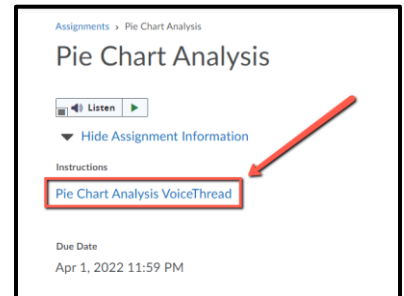 Assignments › Pie Chart Analysis
Pie Chart Analysis
Listen
Hide Assignment Information
Instructions
Pie Chart Analysis VoiceThread
Due Date
Apr 1, 2022 11:59 PM